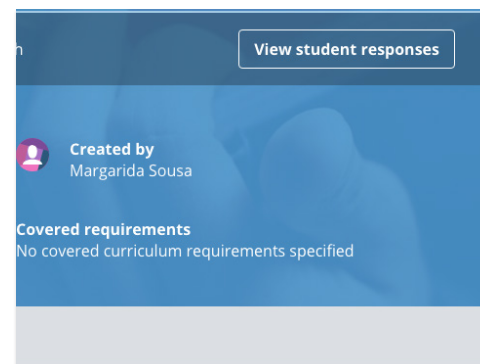 h
View student responses
Created by
Margarida Sousa
Covered requirements
No covered curriculum requirements specified